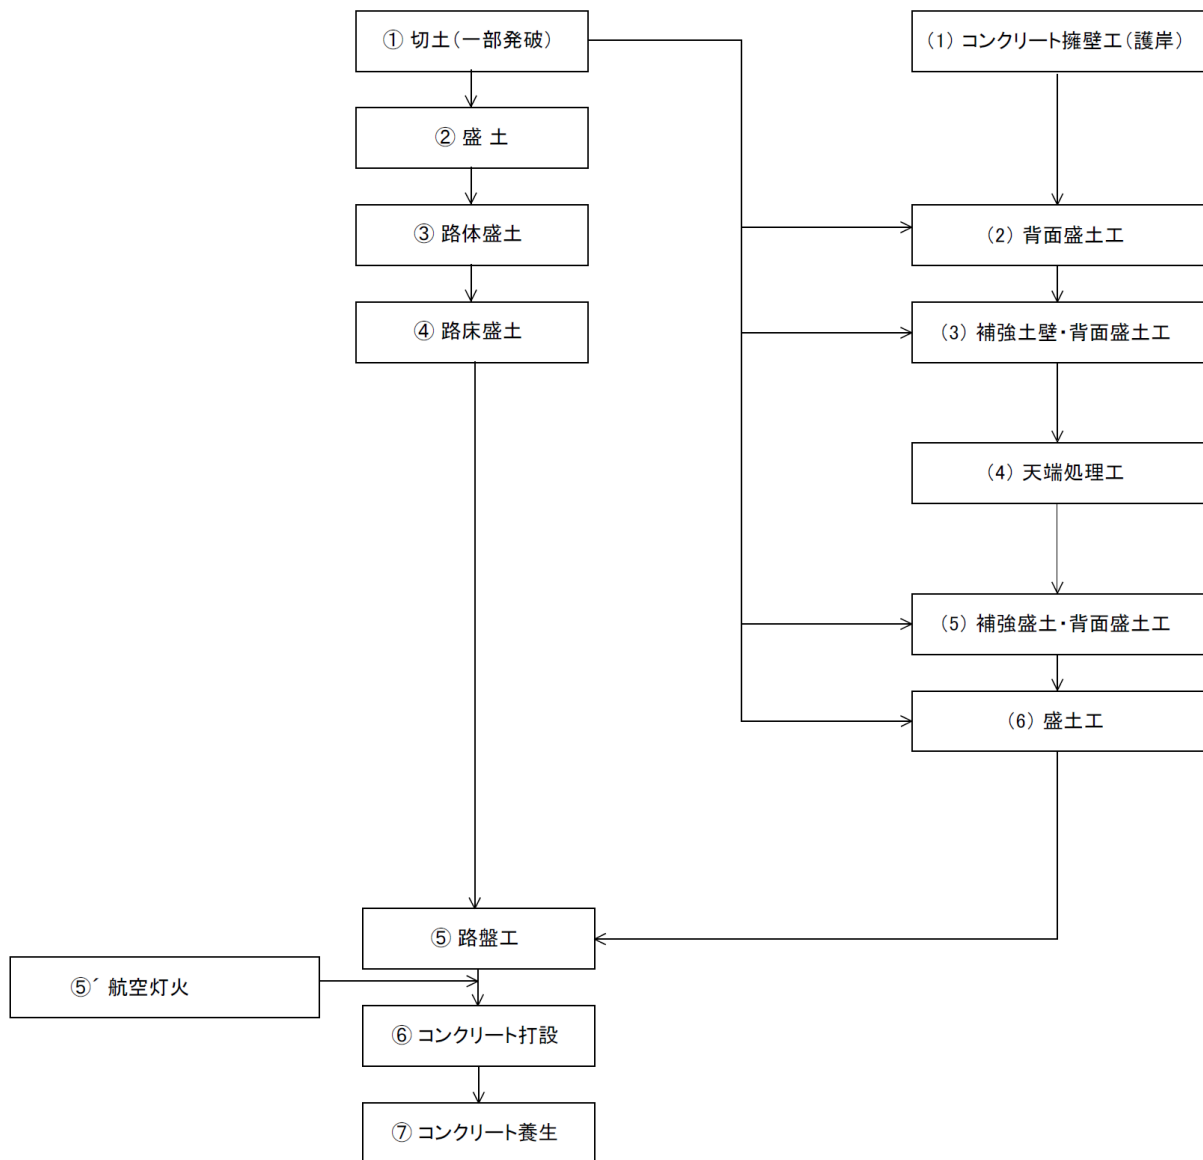 ① 切土(一部発破)
② 盛 土
③ 路体盛土
④ 路床盛土
⑤ 路盤工
⑤´ 航空灯火
⑥ コンクリート打設
⑦ コンクリート養生
(1) コンクリート擁壁工(護岸)
(2) 背面盛土工
(3) 補強土壁・背面盛土工
(4) 天端処理工
(5) 補強盛土・背面盛土工
(6) 盛土工